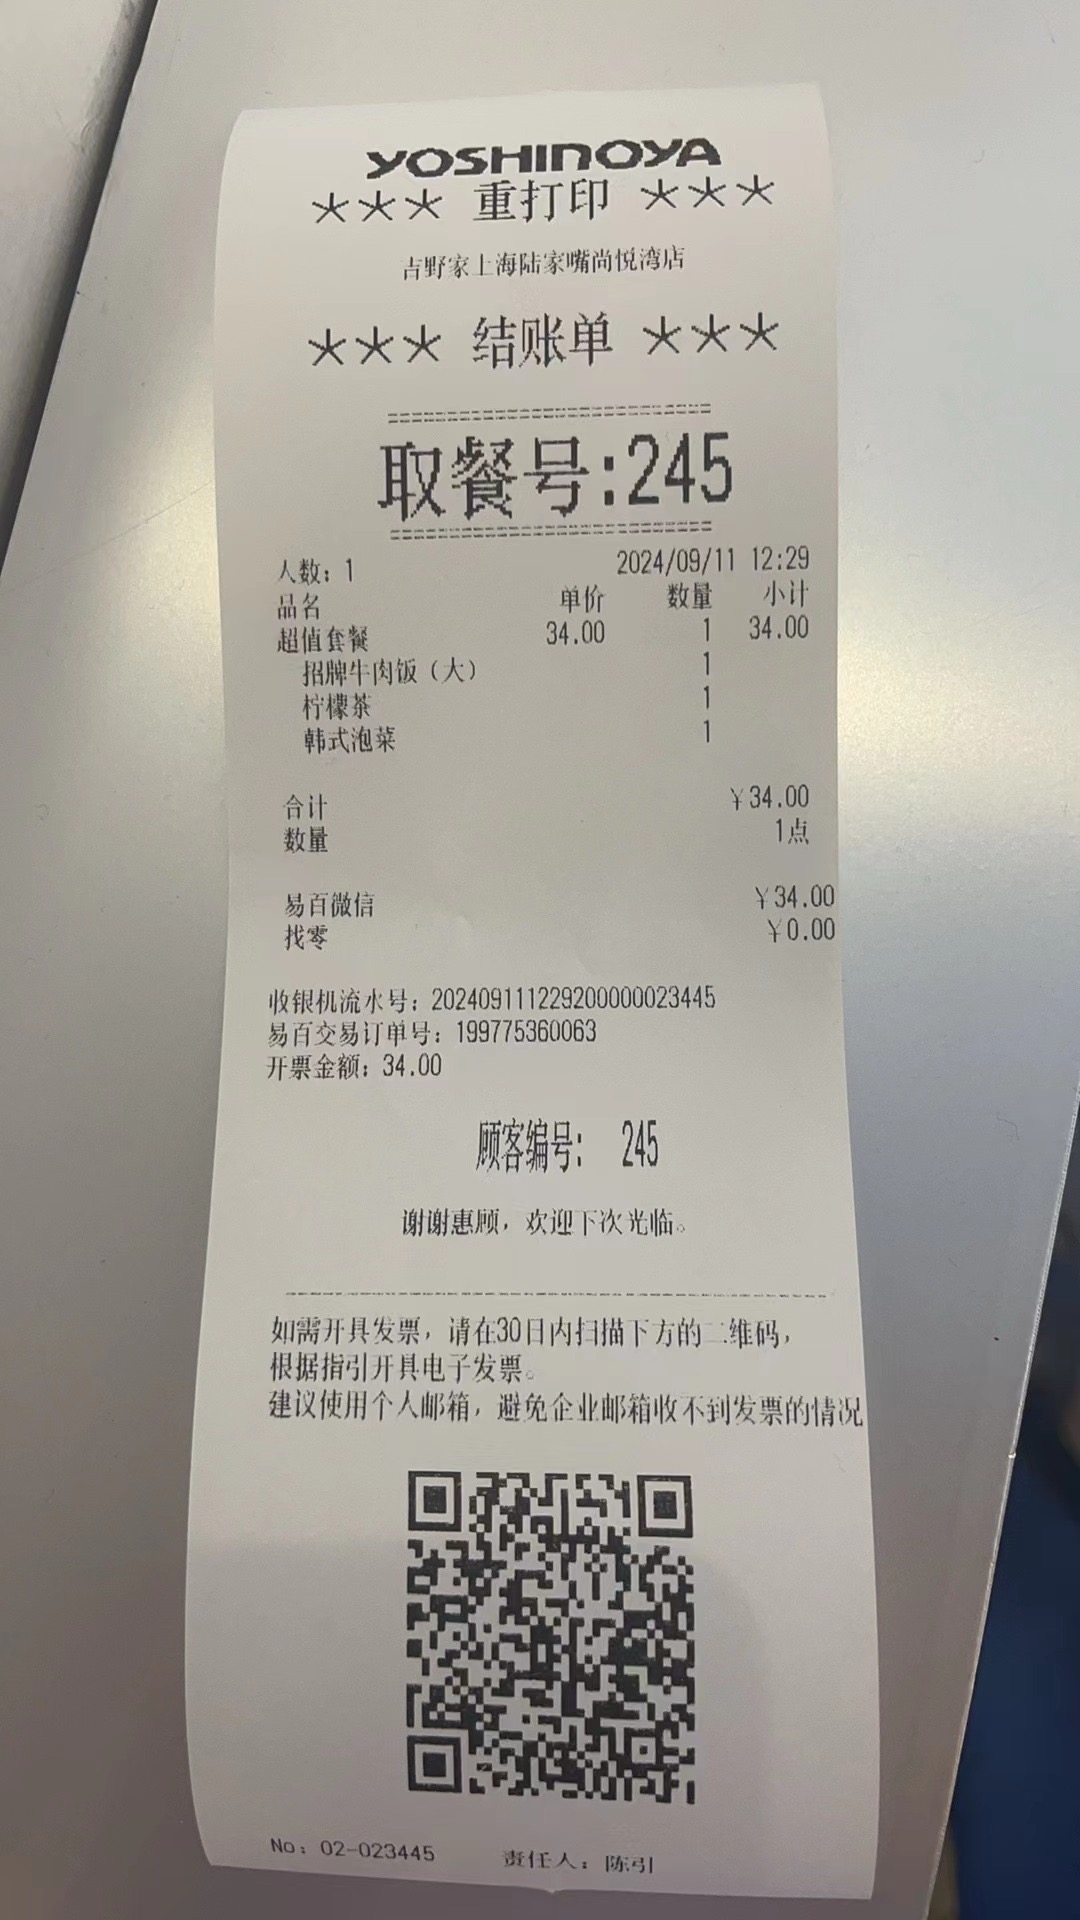 YOSHINOYA
*** 重打印 ***
吉野家上海陆家嘴尚悦湾店
*** 结账单 ***
取餐号:245
人数: 1 2024/09/11 12:29
品名 单价 数量 小计
超值套餐 34.00 1 34.00
招牌牛肉饭（大） 1
柠檬茶 1
韩式泡菜 1
合计 ¥34.00
数量 1点
易百微信 ¥34.00
找零 ¥0.00
收银机流水号: 202409111229200000023445
易百交易订单号: 199775360063
开票金额: 34.00
顾客编号: 245
谢谢惠顾，欢迎下次光临。
如需开具发票，请在30日内扫描下方的二维码，
根据指引开具电子发票。
建议使用个人邮箱，避免企业邮箱收不到发票的情况
No: 02-023445 责任人: 陈引